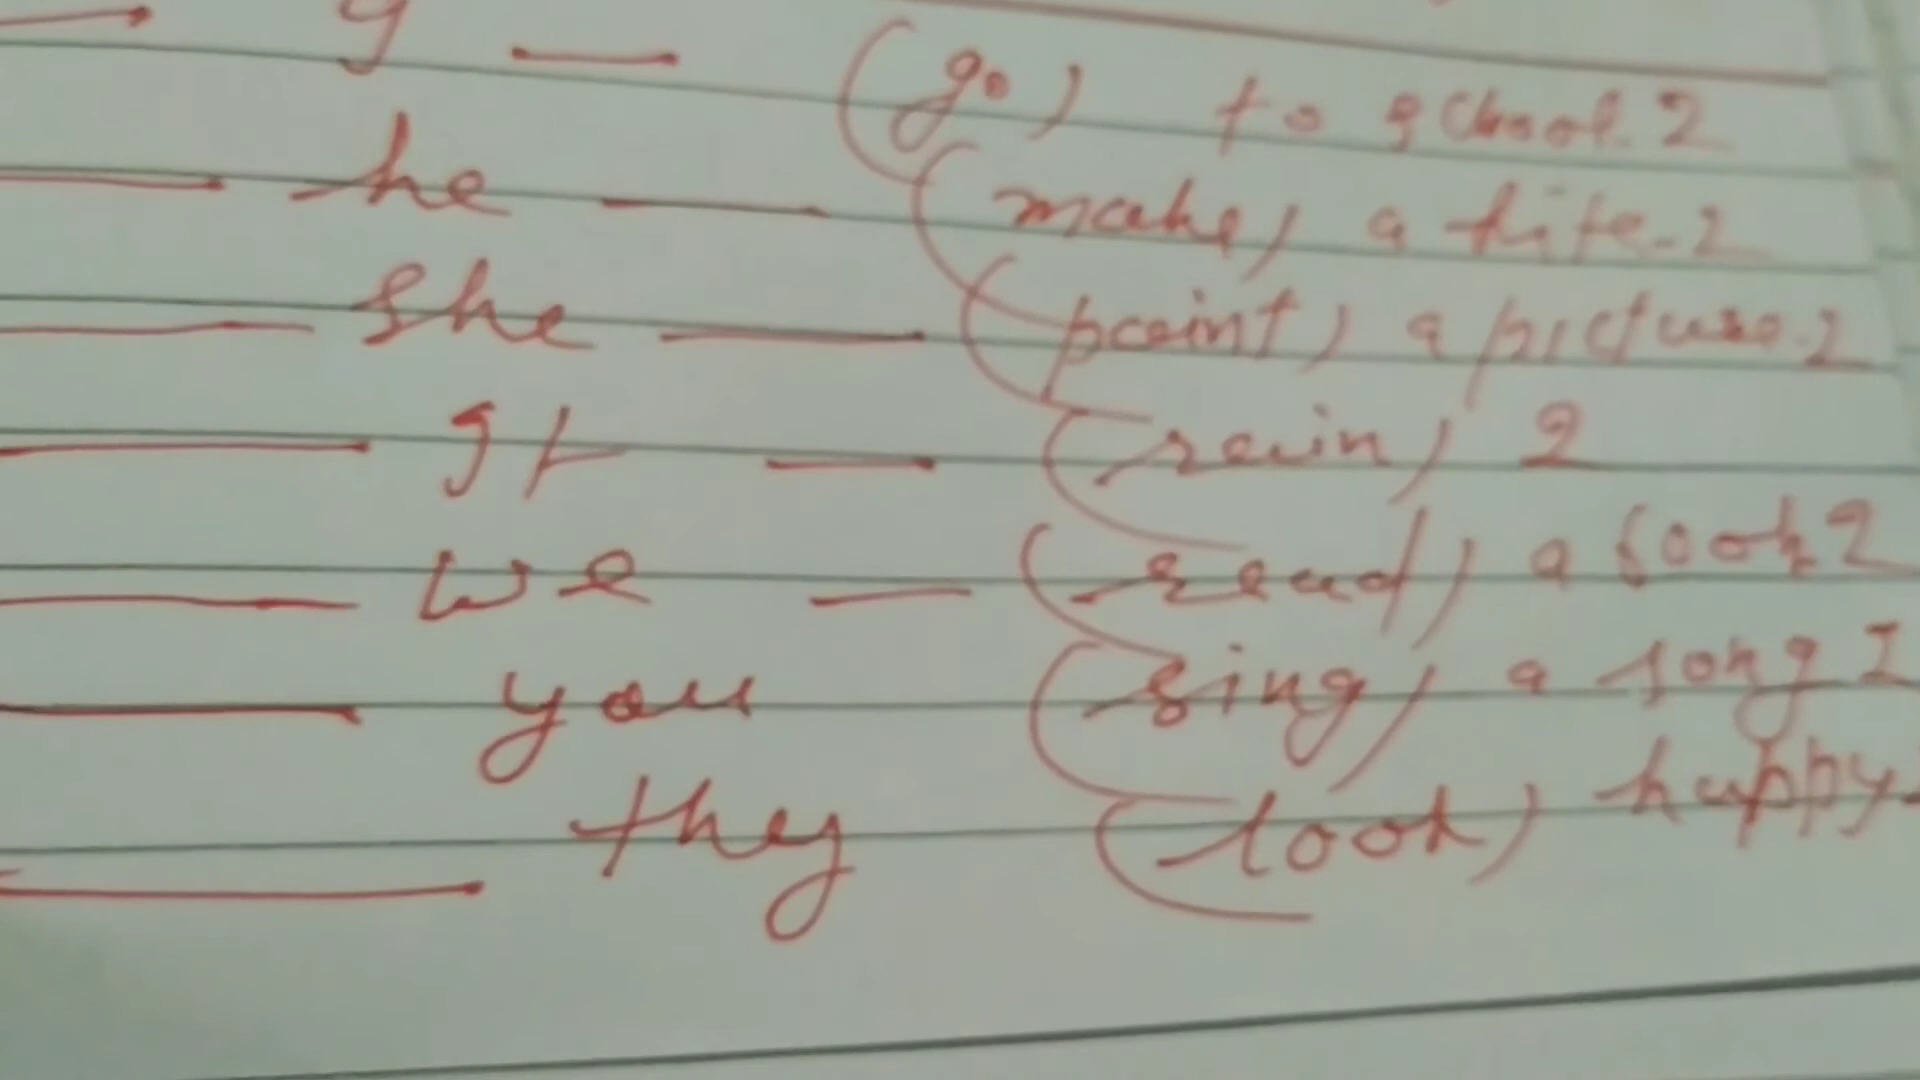 I — (go) to school ?
— he — (make) a kite ?
— she — (paint) a picture ?
— It — (rain) ?
— we — (read) a book ?
— you (sing) a song ?
— they (look) happy